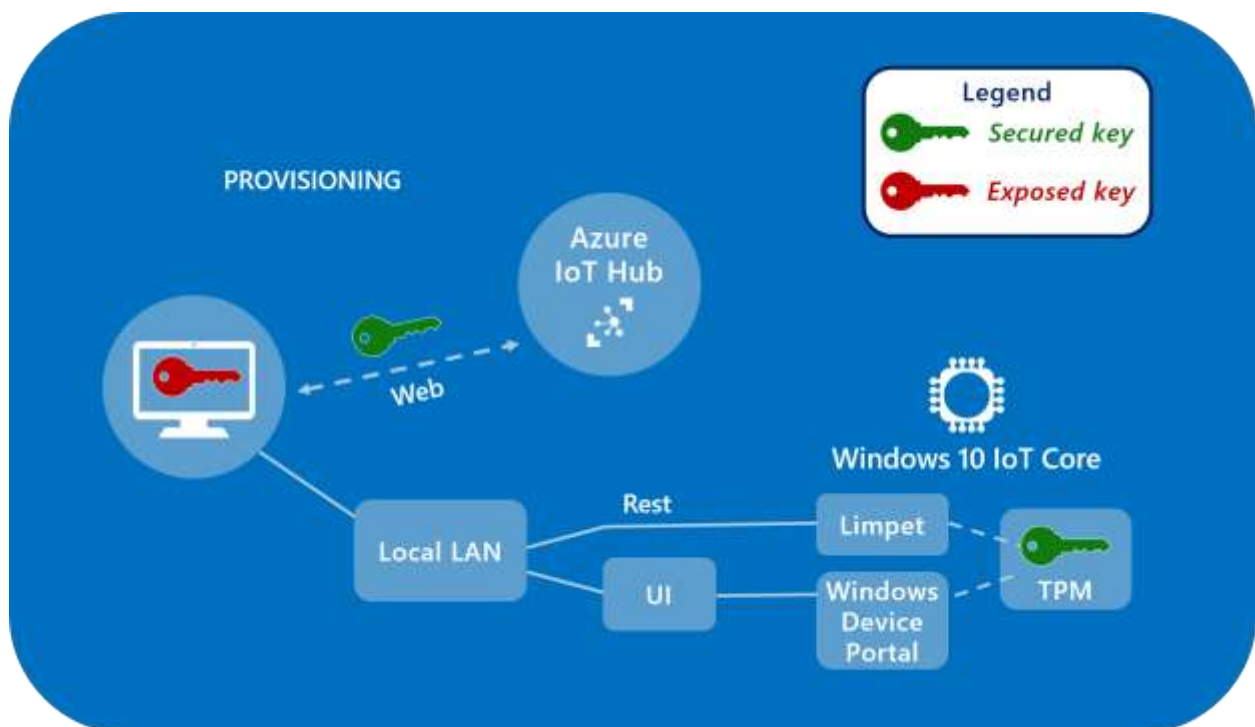 Legend
Secured key
Exposed key
PROVISIONING
Azure
IoT Hub
Web
Windows 10 IoT Core
Rest
Limpet
Local LAN
UI
Windows
Device
Portal
TPM